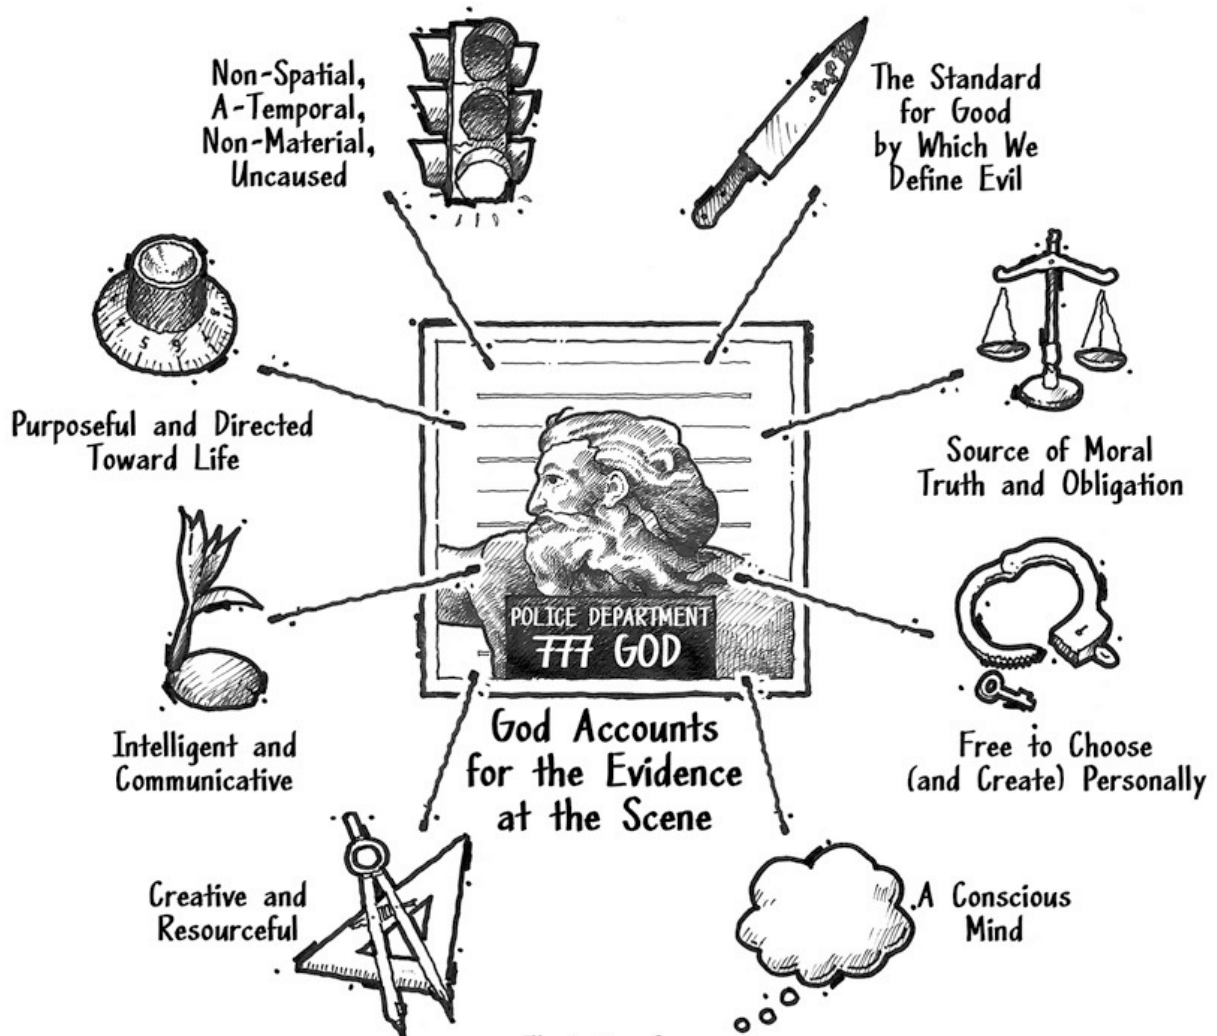 Non-Spatial,
A-Temporal,
Non-Material,
Uncaused
The Standard
for Good
by Which We
Define Evil
Purposeful and Directed
Toward Life
Source of Moral
Truth and Obligation
POLICE DEPARTMENT
777 GOD
Intelligent and
Communicative
God Accounts
for the Evidence
at the Scene
Free to Choose
(and Create) Personally
Creative and
Resourceful
A Conscious
Mind